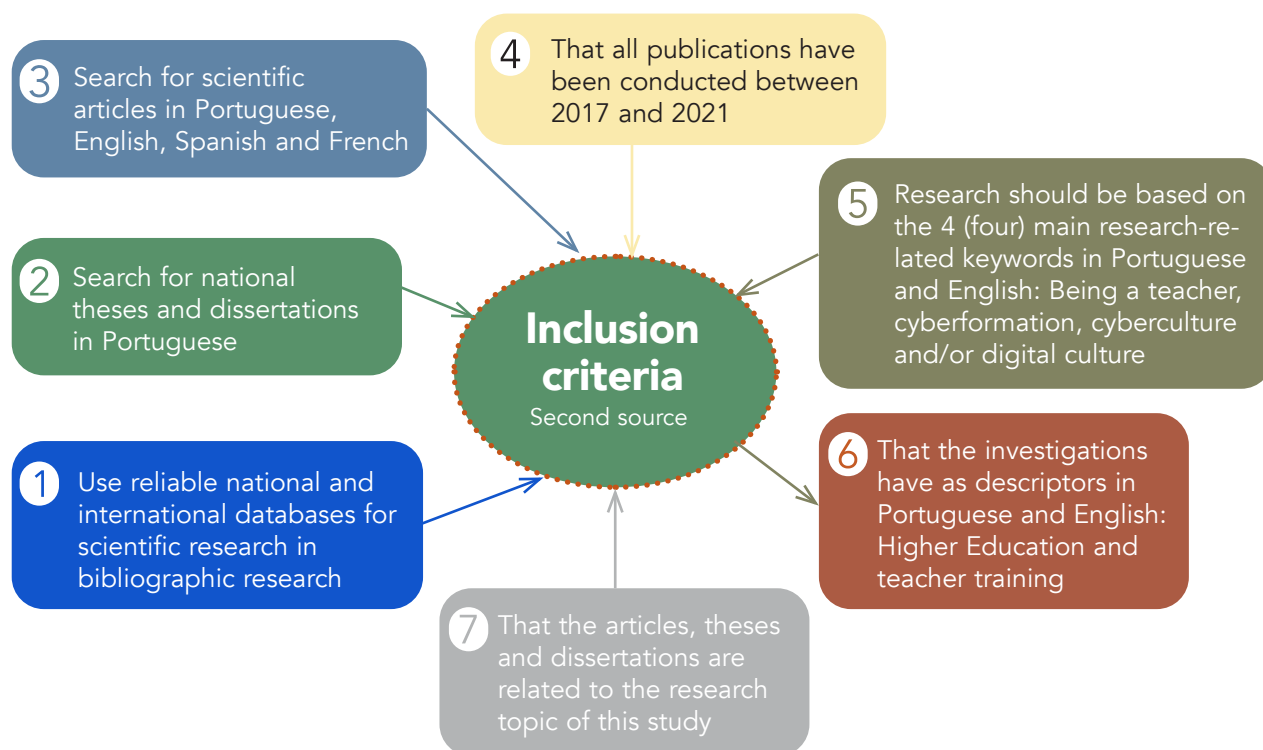 3
Search for scientific
articles in Portuguese,
English, Spanish and French
4
That all publications have
been conducted between
2017 and 2021
2
Search for national
theses and dissertations
in Portuguese
5
Research should be based on
the 4 (four) main research-re-
lated keywords in Portuguese
and English: Being a teacher,
cyberformation, cyberculture
and/or digital culture
Inclusion
criteria
Second source
1
Use reliable national and
international databases for
scientific research in
bibliographic research
6
That the investigations
have as descriptors in
Portuguese and English:
Higher Education and
teacher training
7
That the articles, theses
and dissertations are
related to the research
topic of this study